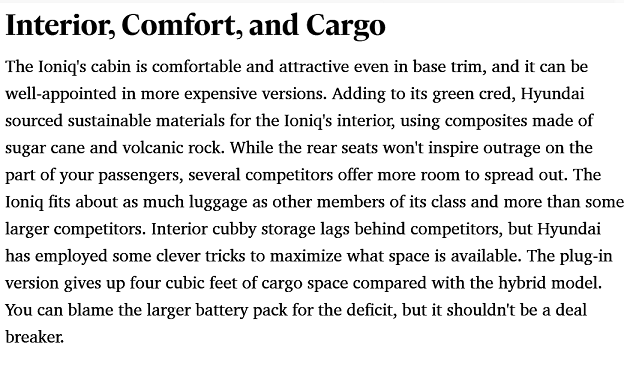 Interior, Comfort, and Cargo
The Ioniq's cabin is comfortable and attractive even in base trim, and it can be
well-appointed in more expensive versions. Adding to its green cred, Hyundai
sourced sustainable materials for the Ioniq's interior, using composites made of
sugar cane and volcanic rock. While the rear seats won't inspire outrage on the
part of your passengers, several competitors offer more room to spread out. The
Ioniq fits about as much luggage as other members of its class and more than some
larger competitors. Interior cubby storage lags behind competitors, but Hyundai
has employed some clever tricks to maximize what space is available. The plug-in
version gives up four cubic feet of cargo space compared with the hybrid model.
You can blame the larger battery pack for the deficit, but it shouldn't be a deal
breaker.